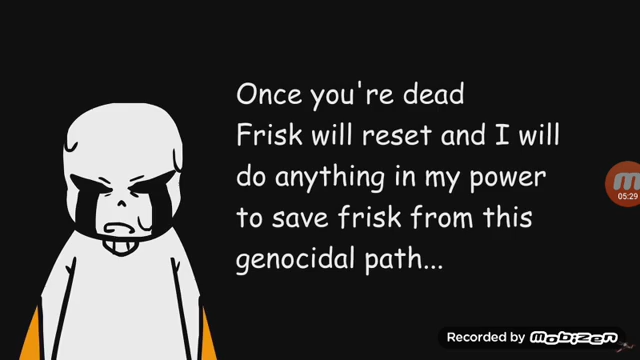 Once you're dead
Frisk will reset and I will
do anything in my power
to save frisk from this
genocidal path...
05:29
Recorded by mobizen